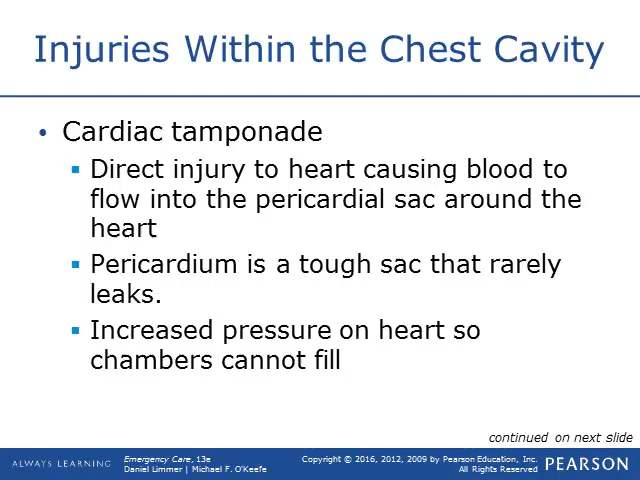 Injuries Within the Chest Cavity
• Cardiac tamponade
▪ Direct injury to heart causing blood to
flow into the pericardial sac around the
heart
▪ Pericardium is a tough sac that rarely
leaks.
▪ Increased pressure on heart so
chambers cannot fill
continued on next slide
ALWAYS LEARNING
Emergency Care, 13e
Daniel Limmer | Michael F. O'Keefe
Copyright © 2016, 2012, 2009 by Pearson Education, Inc.
All Rights Reserved
PEARSON